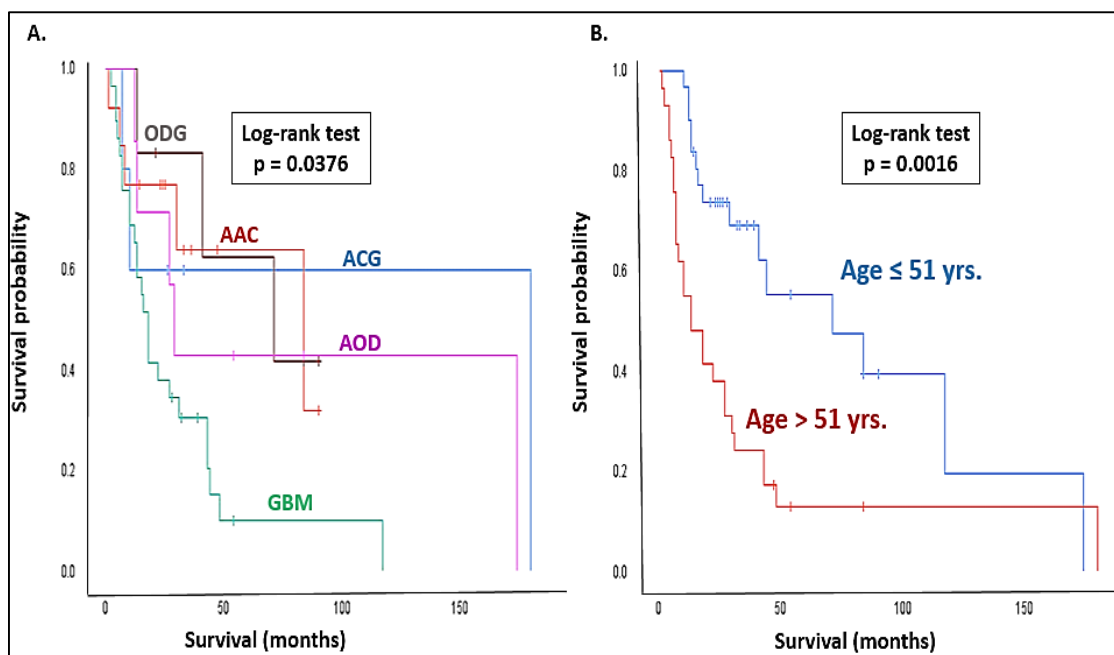 A.
1.0
0.8
0.6
0.4
0.2
0.0
Survival probability
ODG
Log-rank test
p = 0.0376
AAC
ACG
AOD
GBM
0
50
100
150
Survival (months)
B.
1.0
0.8
0.6
0.4
0.2
0.0
Survival probability
Log-rank test
p = 0.0016
Age ≤ 51 yrs.
Age > 51 yrs.
0
50
100
150
Survival (months)